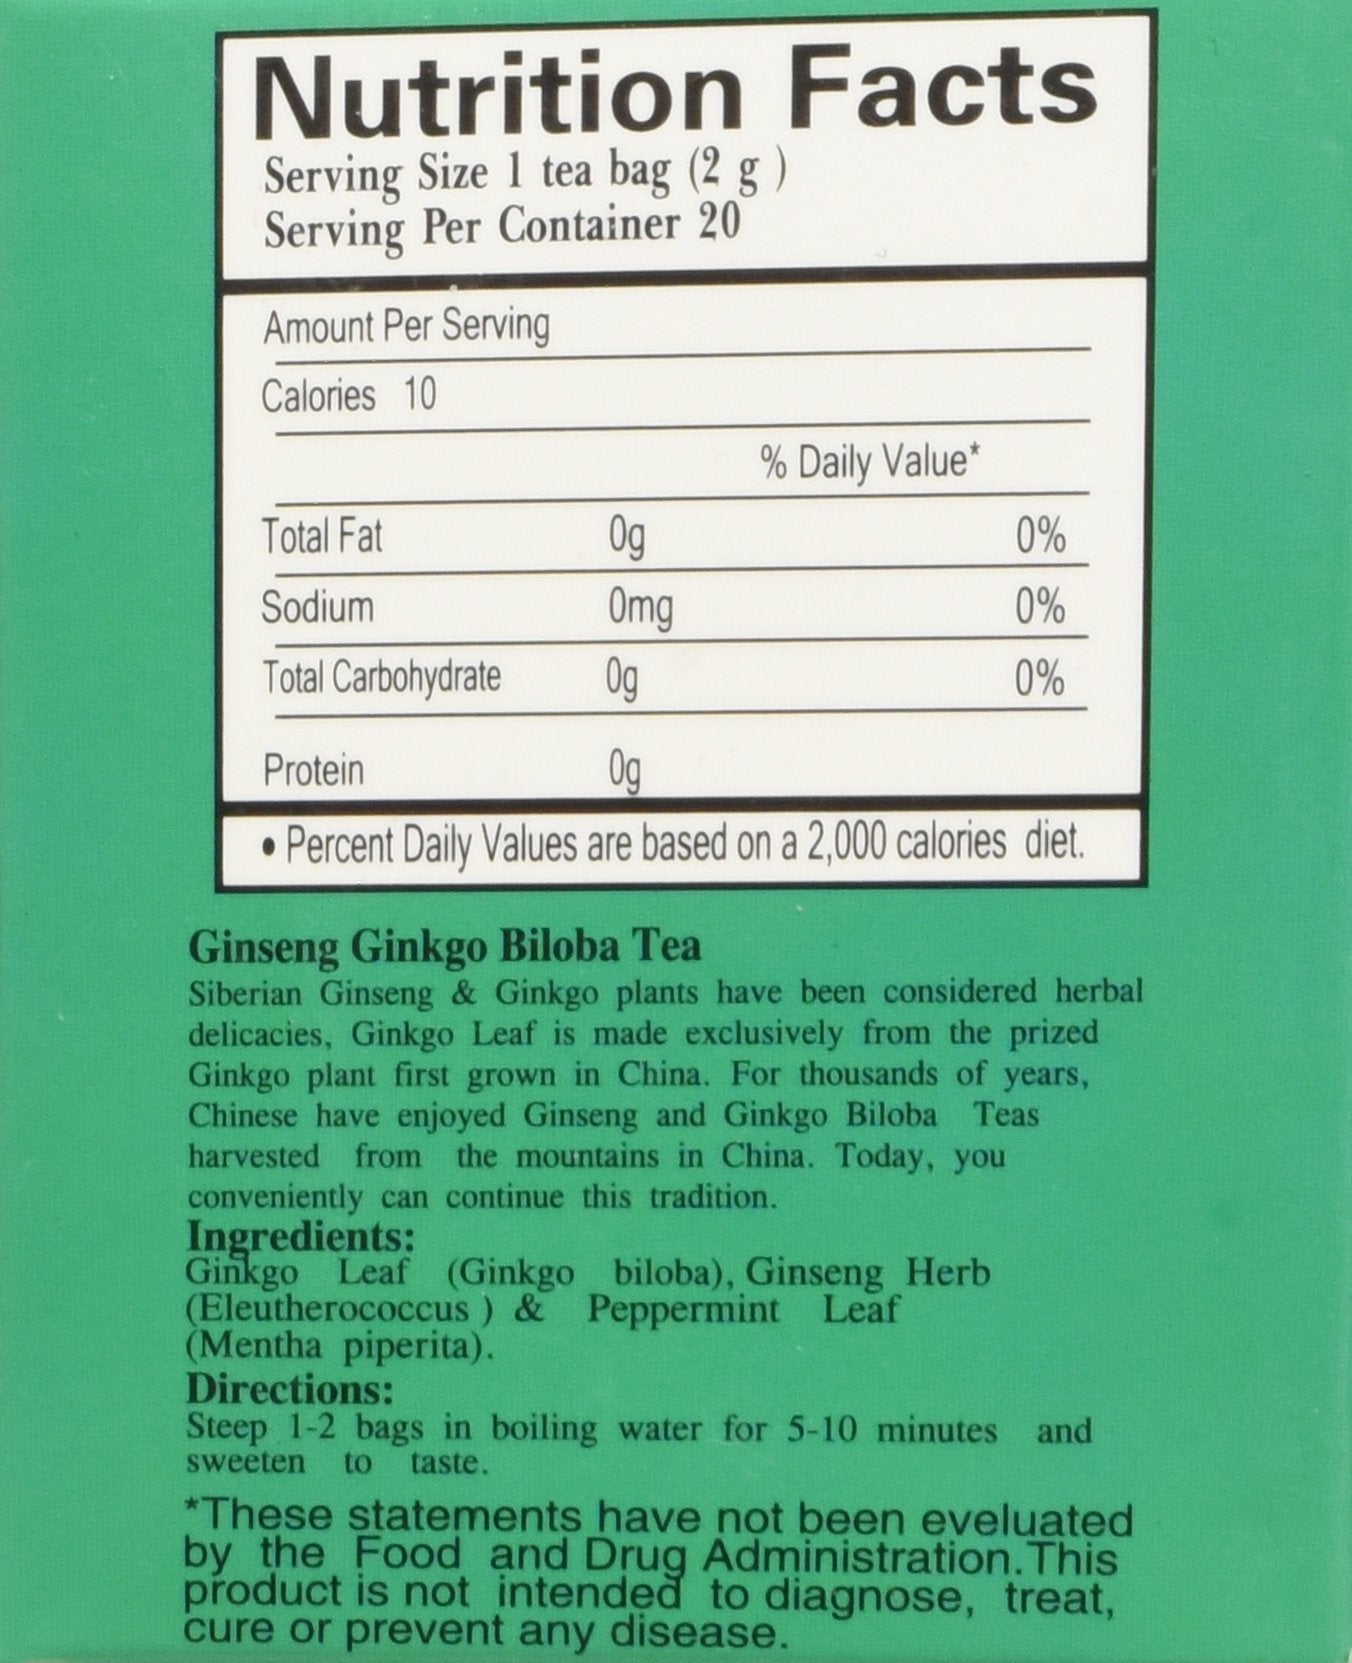 Nutrition Facts
Serving Size 1 tea bag (2 g )
Serving Per Container 20
Amount Per Serving
Calories 10
% Daily Value*
Total Fat 0g 0%
Sodium 0mg 0%
Total Carbohydrate 0g 0%
Protein 0g
• Percent Daily Values are based on a 2,000 calories diet.
Ginseng Ginkgo Biloba Tea
Siberian Ginseng & Ginkgo plants have been considered herbal
delicacies, Ginkgo Leaf is made exclusively from the prized
Ginkgo plant first grown in China. For thousands of years,
Chinese have enjoyed Ginseng and Ginkgo Biloba Teas
harvested from the mountains in China. Today, you
conveniently can continue this tradition.
Ingredients:
Ginkgo Leaf (Ginkgo biloba), Ginseng Herb
(Eleutherococcus ) & Peppermint Leaf
(Mentha piperita).
Directions:
Steep 1-2 bags in boiling water for 5-10 minutes and
sweeten to taste.
*These statements have not been eveluated
by the Food and Drug Administration.This
product is not intended to diagnose, treat,
cure or prevent any disease.